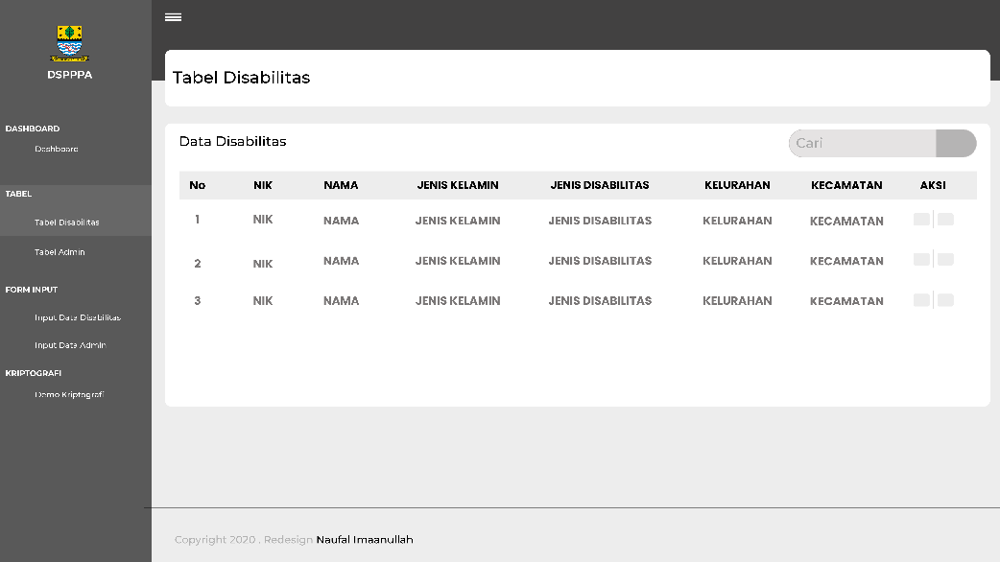 DSPPPA
DASHBOARD
Dashboard
TABEL
Tabel Disabilitas
Tabel Admin
FORM INPUT
Input Data Disabilitas
Input Data Admin
KRIPTOGRAFI
Demo Kriptografi
Tabel Disabilitas
Data Disabilitas
Cari
No NIK NAMA JENIS KELAMIN JENIS DISABILITAS KELURAHAN KECAMATAN AKSI
1 NIK NAMA JENIS KELAMIN JENIS DISABILITAS KELURAHAN KECAMATAN
2 NIK NAMA JENIS KELAMIN JENIS DISABILITAS KELURAHAN KECAMATAN
3 NIK NAMA JENIS KELAMIN JENIS DISABILITAS KELURAHAN KECAMATAN
Copyright 2020 . Redesign Naufal Imaanullah